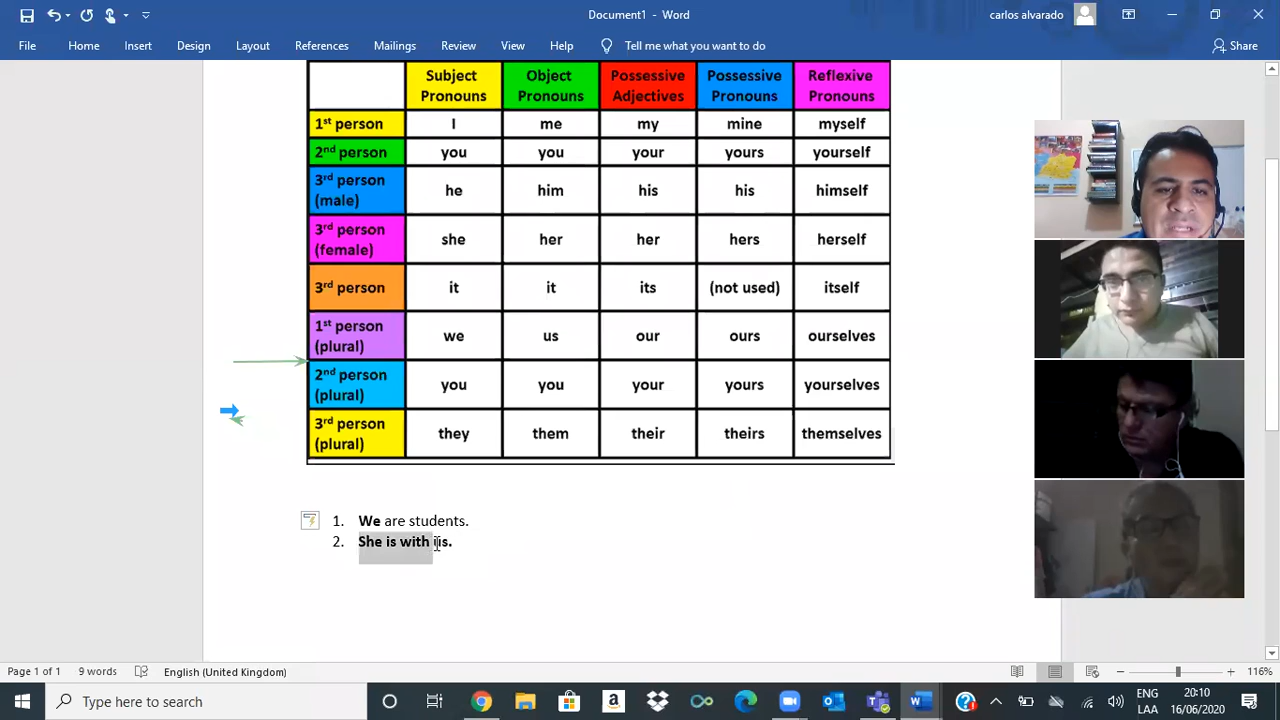 Document1 - Word
carlos alvarado
File Home Insert Design Layout References Mailings Review View Help Tell me what you want to do Share
Subject Pronouns Object Pronouns Possessive Adjectives Possessive Pronouns Reflexive Pronouns
1st person I me my mine myself
2nd person you you your yours yourself
3rd person (male) he him his his himself
3rd person (female) she her her hers herself
3rd person it it its (not used) itself
1st person (plural) we us our ours ourselves
2nd person (plural) you you your yours yourselves
3rd person (plural) they them their theirs themselves
1. We are students.
2. She is with us.
Page 1 of 1 9 words English (United Kingdom) 116%
Type here to search
ENG 20:10
LAA 16/06/2020